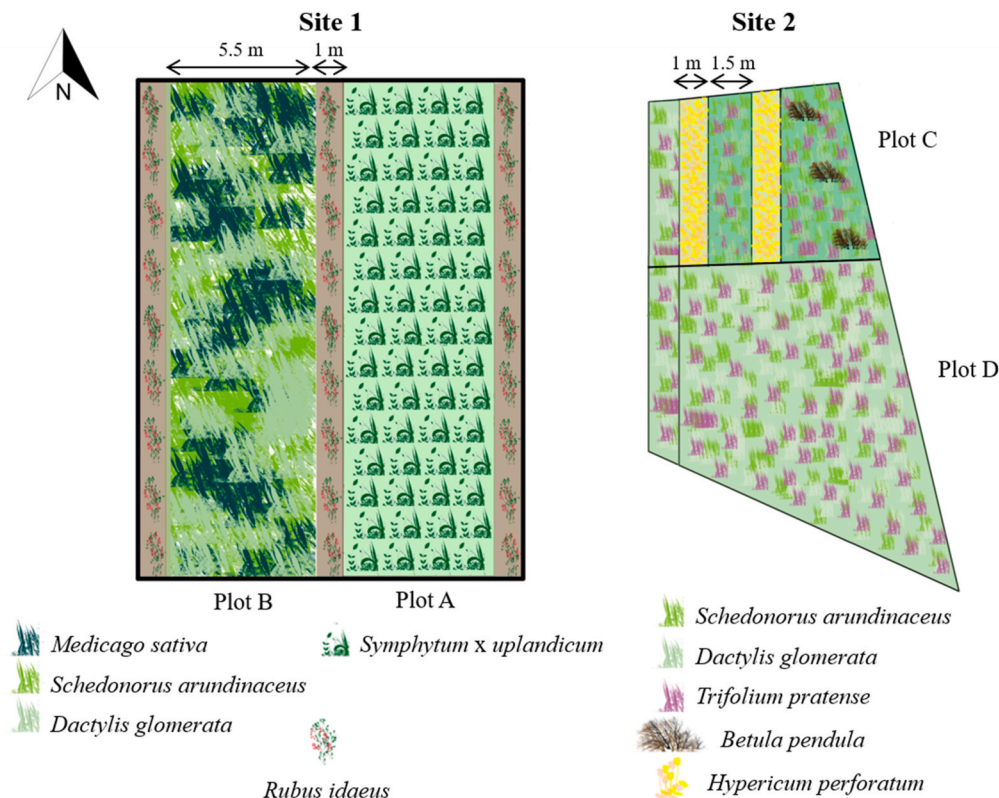 Site 1
Site 2
5.5 m
1 m
1 m
1.5 m
N
Plot C
Plot D
Plot B
Plot A
Medicago sativa
Symphytum x uplandicum
Schedonorus arundinaceus
Dactylis glomerata
Rubus idaeus
Schedonorus arundinaceus
Dactylis glomerata
Trifolium pratense
Betula pendula
Hypericum perforatum